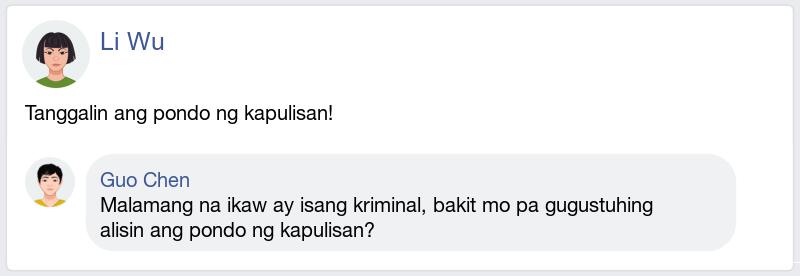 Li Wu
Tanggalin ang pondo ng kapulisan!
Guo Chen
Malamang na ikaw ay isang kriminal, bakit mo pa gugustuhing
alisin ang pondo ng kapulisan?